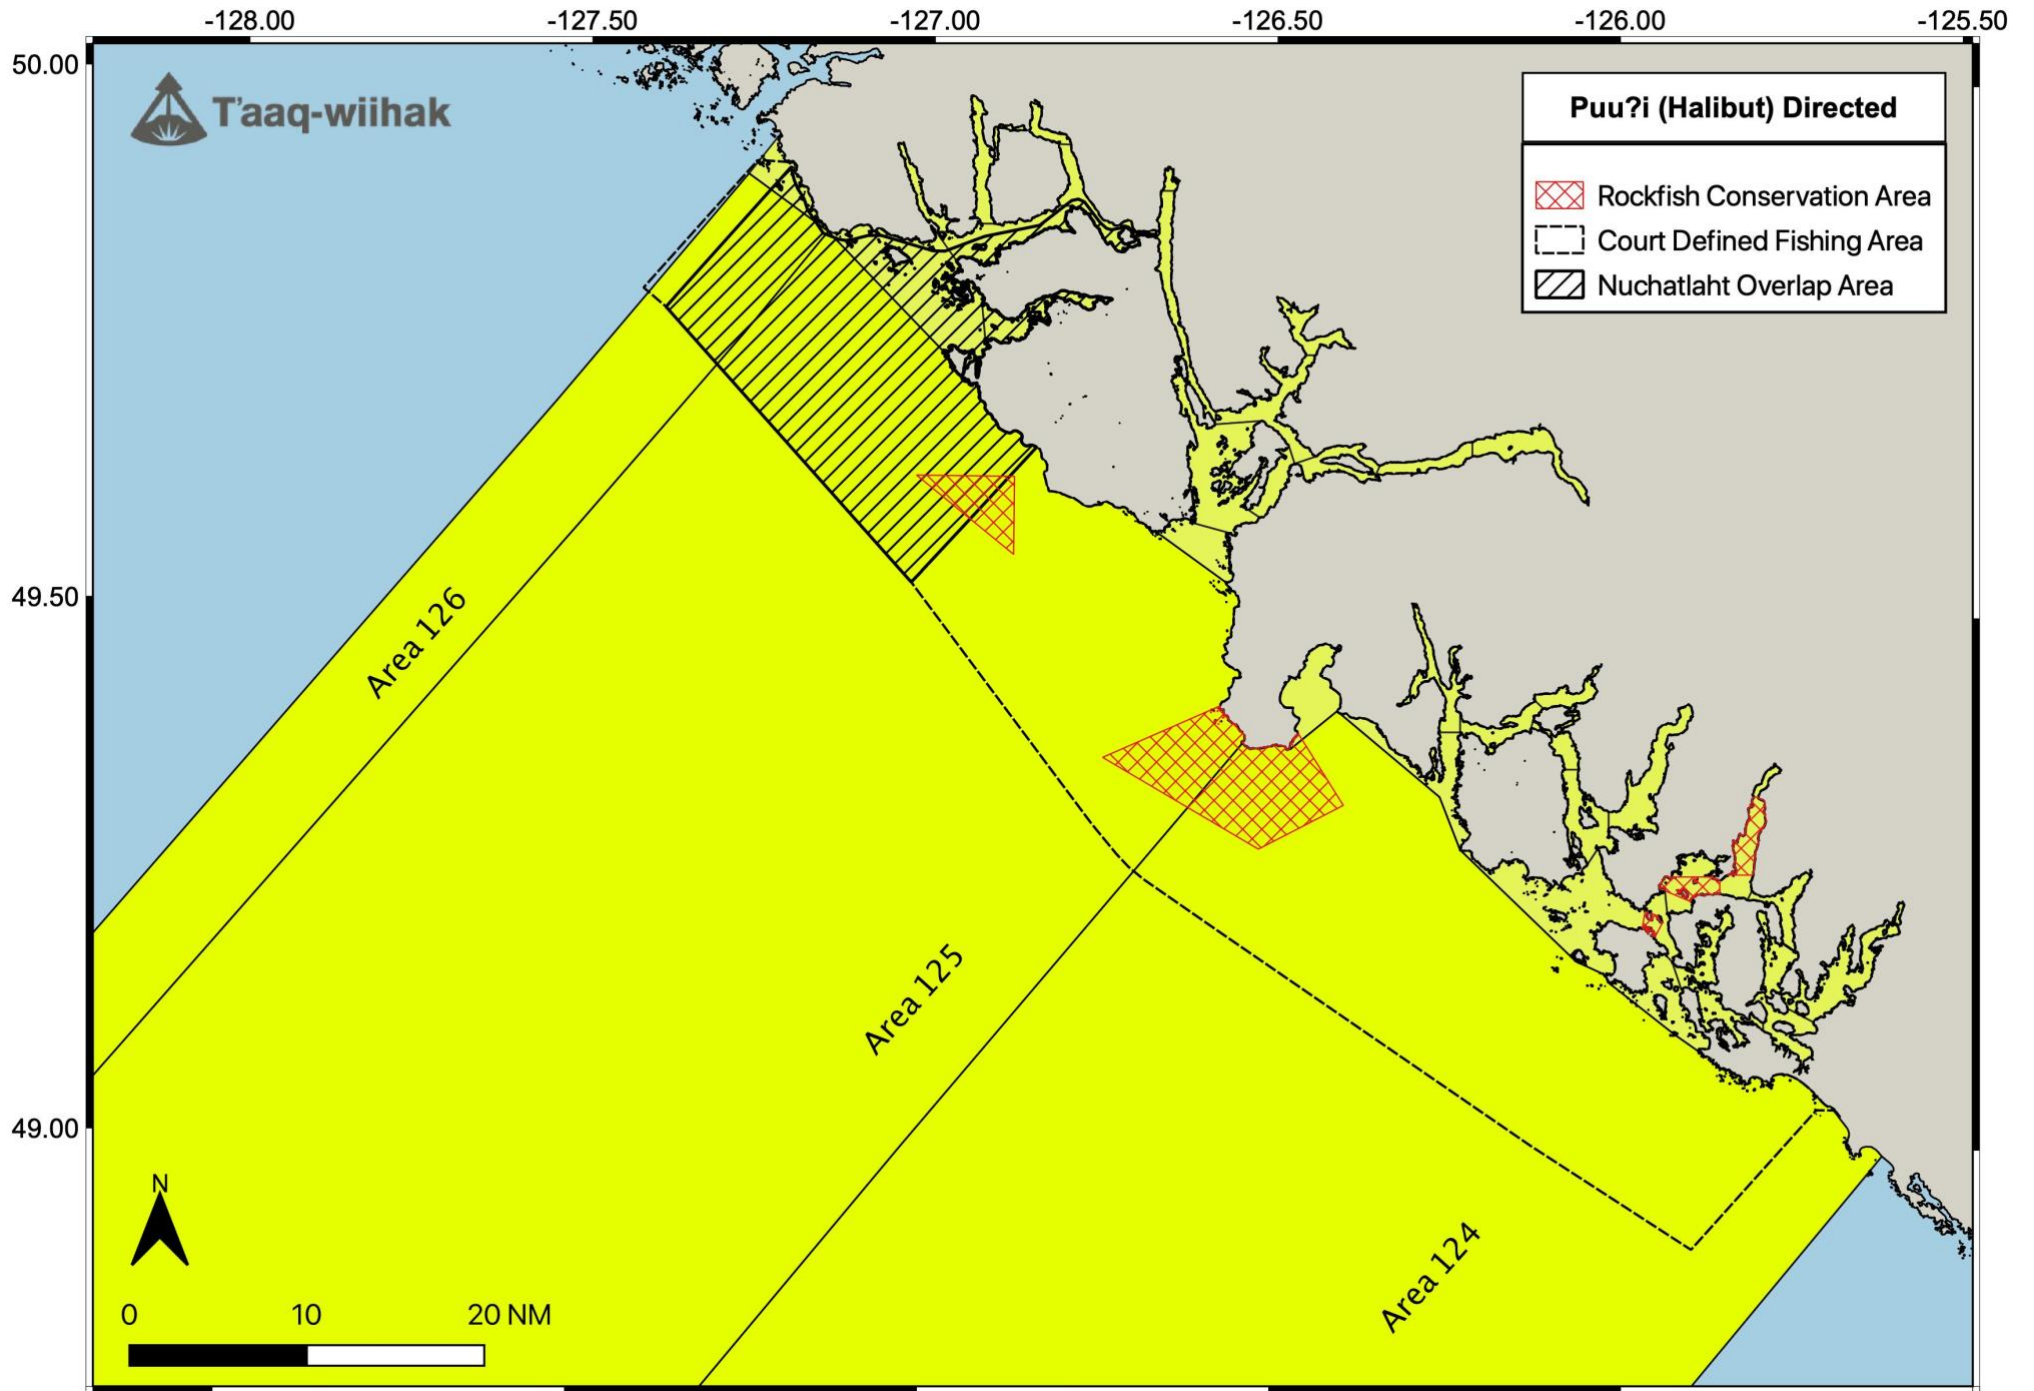 -128.00 -127.50 -127.00 -126.50 -126.00 -125.50
50.00
T'aaq-wiihak
Puu?i (Halibut) Directed
Rockfish Conservation Area
Court Defined Fishing Area
Nuchatlaht Overlap Area
49.50
Area 126
Area 125
49.00
N
Area 124
0 10 20 NM